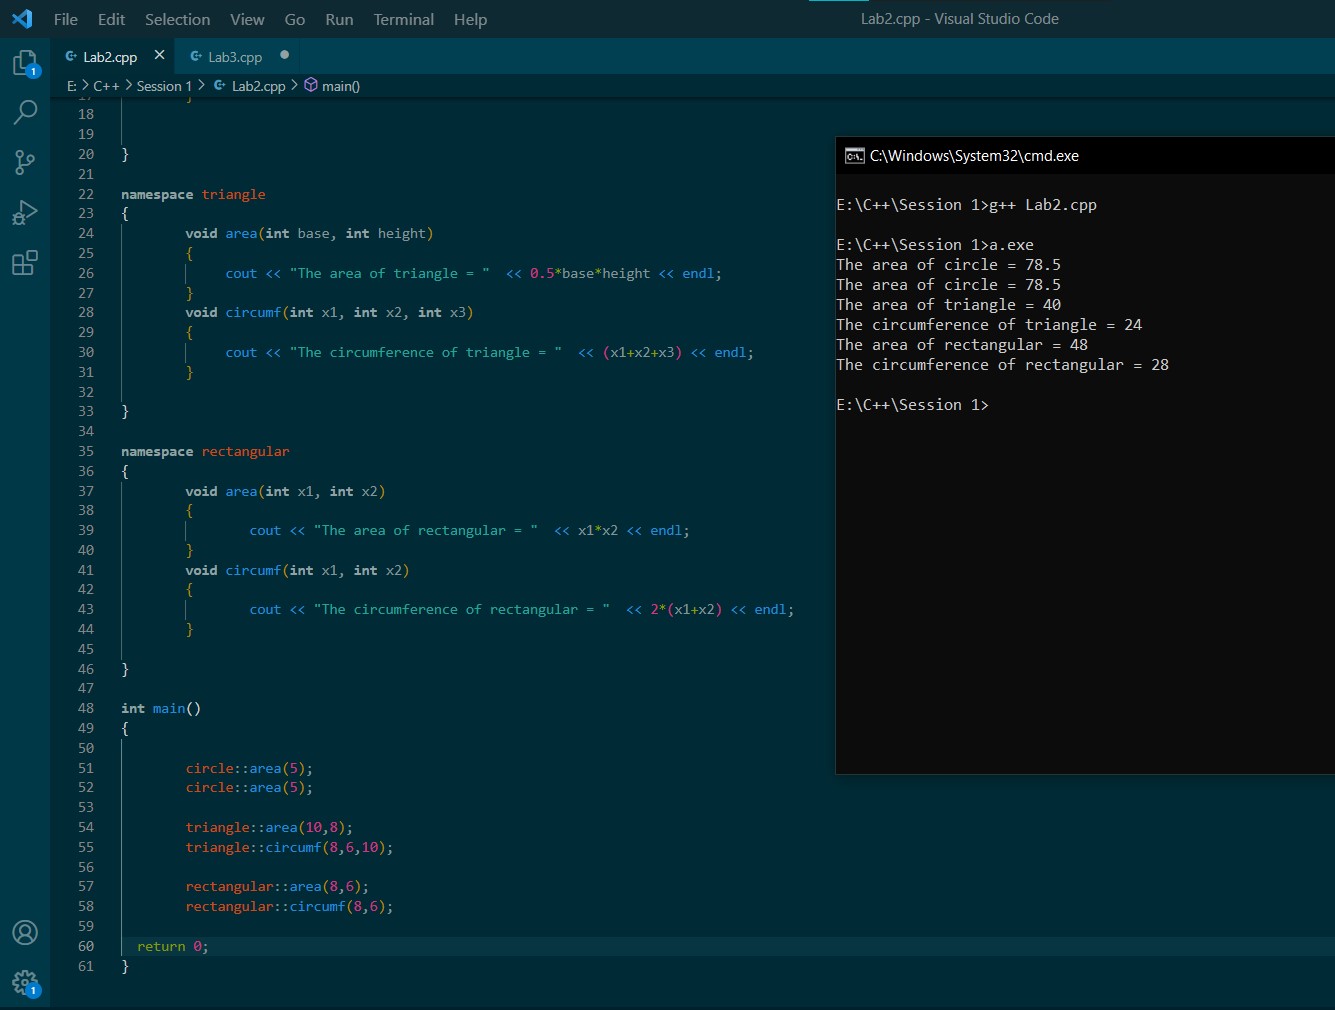 File Edit Selection View Go Run Terminal Help
Lab2.cpp - Visual Studio Code
Lab2.cpp × Lab3.cpp ●
E: > C++ > Session 1 > Lab2.cpp > main()
1
17 }
18
19
20 }
21
22 namespace triangle
23 {
24 void area(int base, int height)
25 {
26 cout << "The area of triangle = "  << 0.5*base*height << endl;
27 }
28 void circumf(int x1, int x2, int x3)
29 {
30 cout << "The circumference of triangle = "  << (x1+x2+x3) << endl;
31 }
32
33 }
34
35 namespace rectangular
36 {
37 void area(int x1, int x2)
38 {
39 cout << "The area of rectangular = "  << x1*x2 << endl;
40 }
41 void circumf(int x1, int x2)
42 {
43 cout << "The circumference of rectangular = "  << 2*(x1+x2) << endl;
44 }
45
46 }
47
48 int main()
49 {
50
51 circle::area(5);
52 circle::area(5);
53
54 triangle::area(10,8);
55 triangle::circumf(8,6,10);
56
57 rectangular::area(8,6);
58 rectangular::circumf(8,6);
59
60 return 0;
61 }
1
C:\Windows\System32\cmd.exe
E:\C++\Session 1>g++ Lab2.cpp
E:\C++\Session 1>a.exe
The area of circle = 78.5
The area of circle = 78.5
The area of triangle = 40
The circumference of triangle = 24
The area of rectangular = 48
The circumference of rectangular = 28
E:\C++\Session 1>